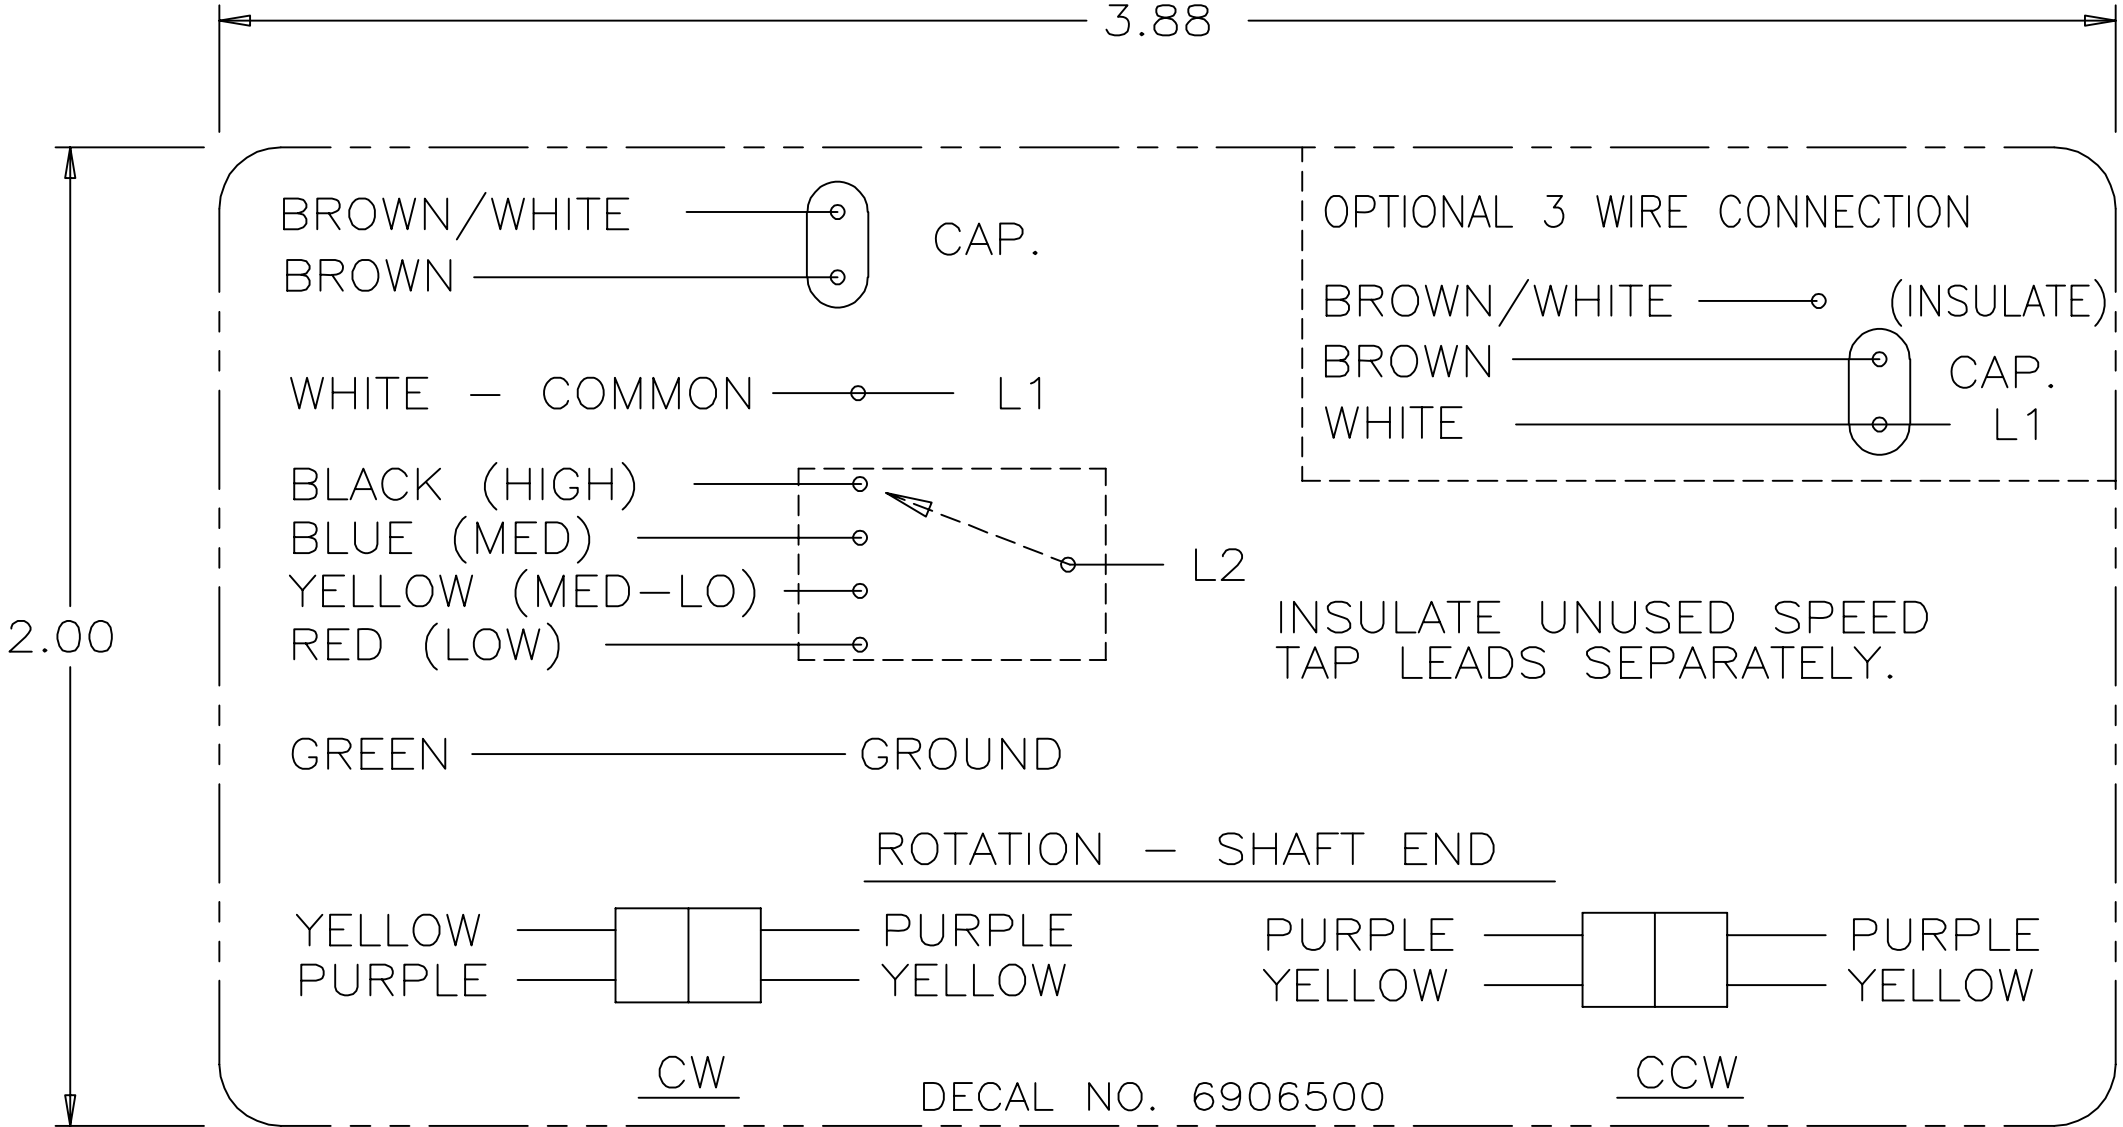 3.88
2.00
BROWN/WHITE
BROWN
CAP.
WHITE - COMMON
L1
BLACK (HIGH)
BLUE (MED)
YELLOW (MED-LO)
RED (LOW)
L2
GREEN
GROUND
OPTIONAL 3 WIRE CONNECTION
BROWN/WHITE
(INSULATE)
BROWN
CAP.
WHITE
L1
INSULATE UNUSED SPEED
TAP LEADS SEPARATELY.
ROTATION - SHAFT END
YELLOW
PURPLE
PURPLE
YELLOW
CW
PURPLE
YELLOW
PURPLE
YELLOW
CCW
DECAL NO. 6906500